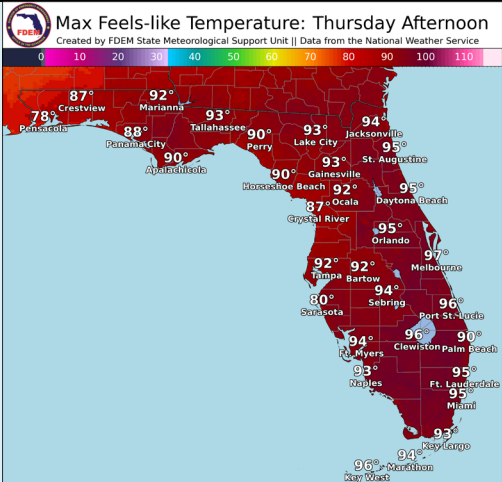 Max Feels-like Temperature: Thursday Afternoon
Created by FDEM State Meteorological Support Unit || Data from the National Weather Service
FDEM
0 10 20 30 40 50 60 70 80 90 100 110
87°
Crestview
92°
Marianna
78°
Pensacola
93°
Tallahassee
88°
Panama City
90°
Perry
93°
Lake City
94°
Jacksonville
95°
St. Augustine
90°
Apalachicola
93°
Gainesville
90°
Horseshoe Beach
92°
Ocala
95°
Daytona Beach
87°
Crystal River
95°
Orlando
97°
Melbourne
92°
Tampa
92°
Bartow
94°
Sebring
80°
Sarasota
96°
Port St. Lucie
96°
Clewiston
90°
Palm Beach
94°
Ft. Myers
93°
Naples
95°
Ft. Lauderdale
95°
Miami
93°
Key Largo
94°
Marathon
96°
Key West